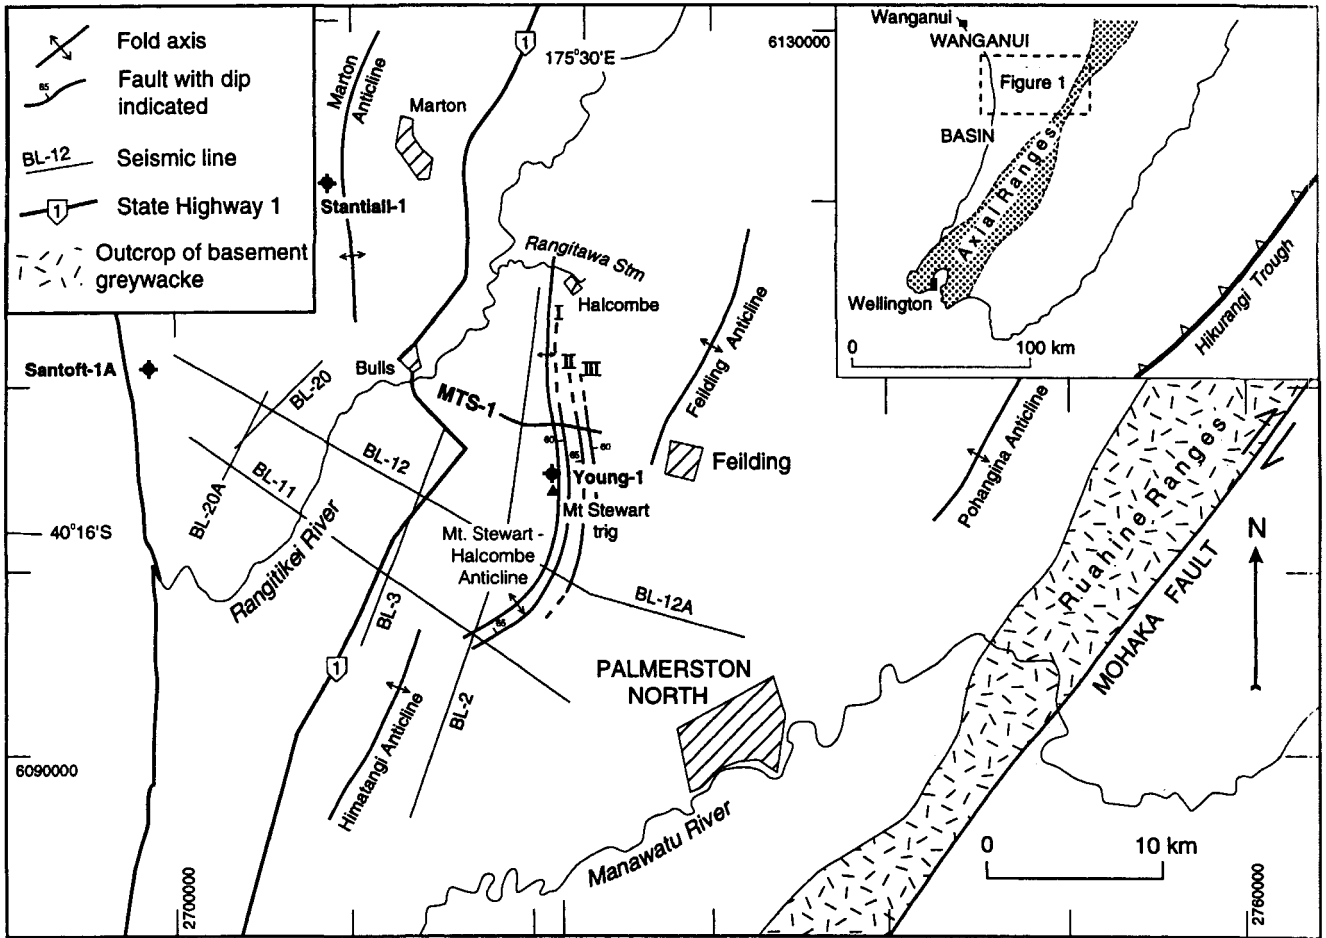 Fold axis
85
Fault with dip
indicated
BL-12
Seismic line
1
State Highway 1
Outcrop of basement
greywacke
Marton
Anticline
Marton
Stantiall-1
1
175°30'E
6130000
Wanganui
WANGANUI
Figure 1
BASIN
Axial Ranges
Wellington
0
100 km
Hikurangi Trough
Rangitawa Stm
Halcombe
I
II
III
Santoft-1A
Bulls
MTS-1
BL-20
BL-12
BL-11
BL-20A
60
65
60
Young-1
Mt Stewart
trig
Feilding Anticline
Feilding
Pohangina Anticline
Ruahine Ranges
MOHAKA FAULT
N
40°16'S
Rangitikei River
Mt. Stewart -
Halcombe
Anticline
BL-3
85
BL-12A
1
Himatangi Anticline
BL-2
PALMERSTON
NORTH
Manawatu River
6090000
2700000
0
10 km
2760000